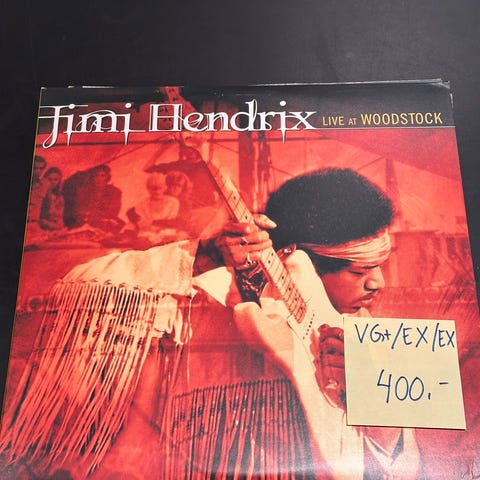 Jimi Hendrix LIVE AT WOODSTOCK
VG+/EX/EX
400.-